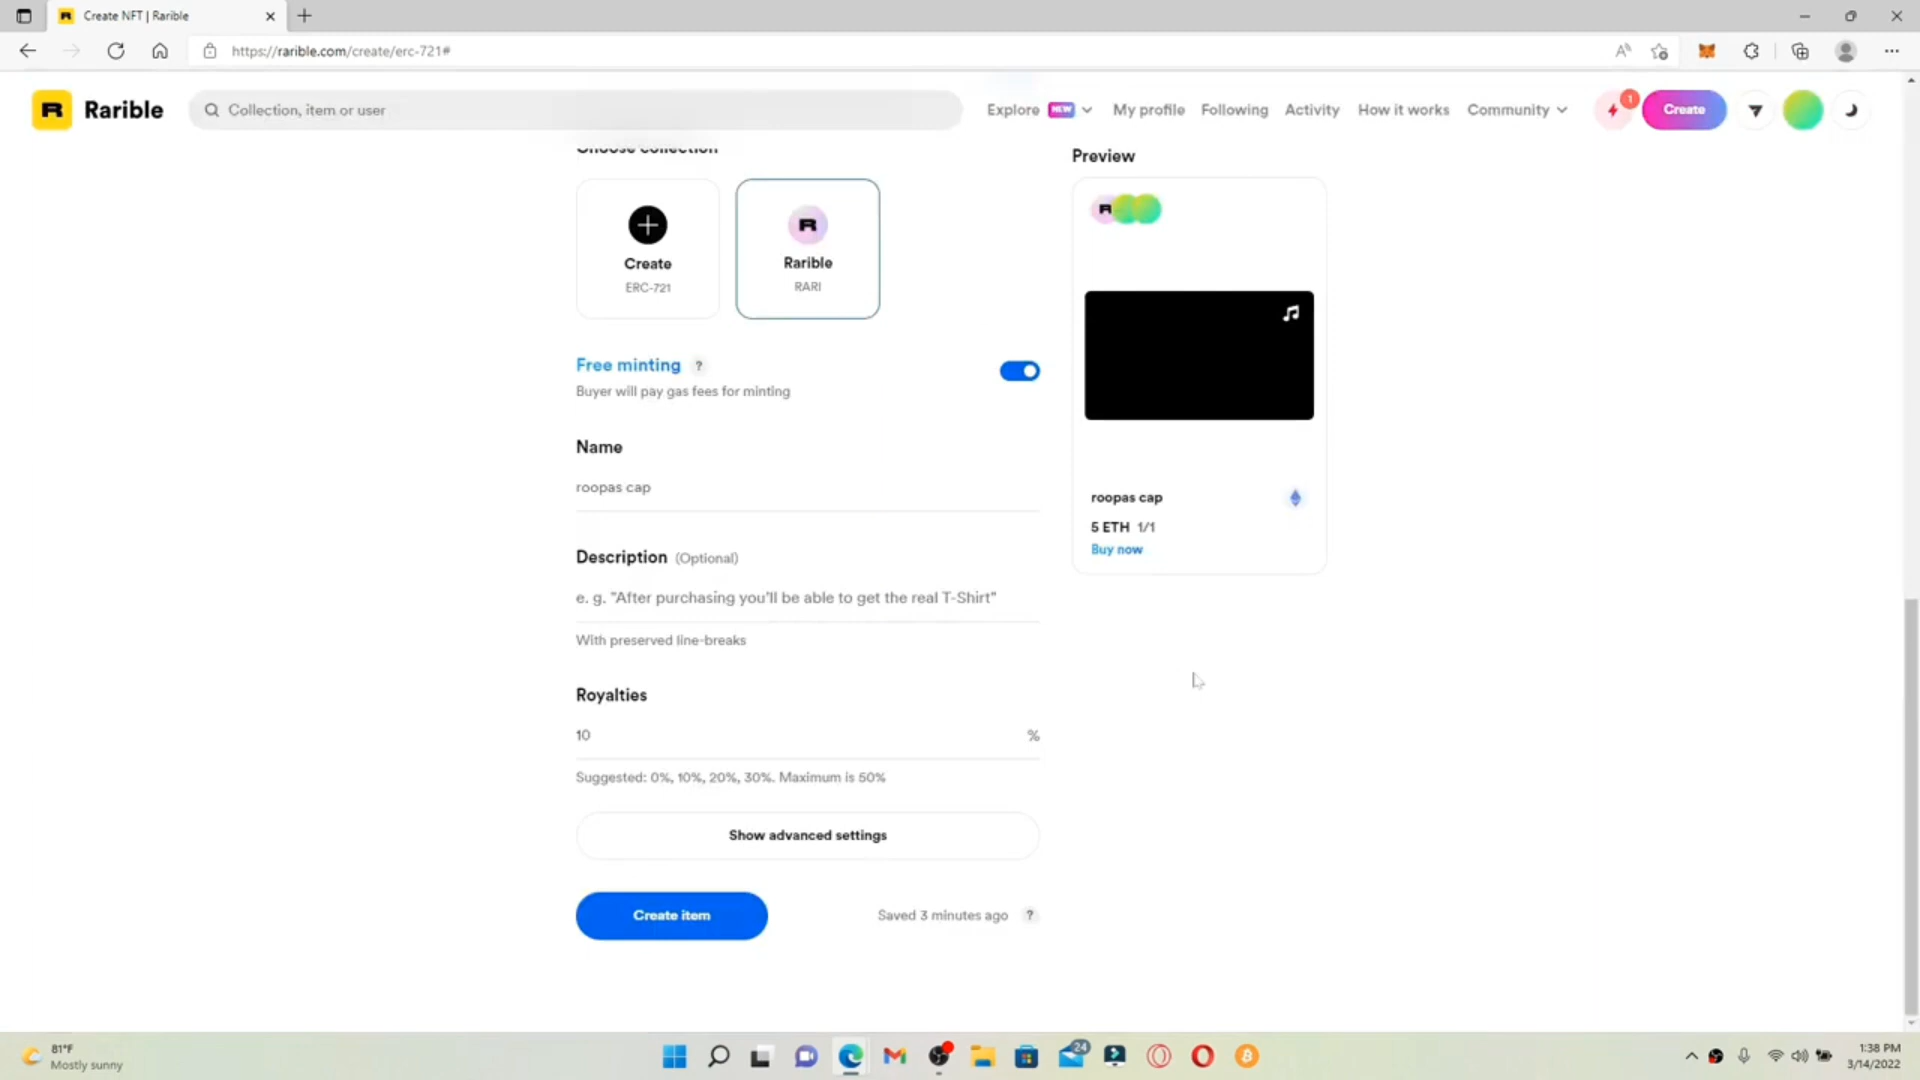 Create NFT | Rarible
https://rarible.com/create/erc-721#
Rarible
Collection, item or user
Explore NEW
My profile
Following
Activity
How it works
Community
1
Create
Choose collection
Preview
Create
ERC-721
Rarible
RARI
Free minting ?
Buyer will pay gas fees for minting
Name
roopas cap
roopas cap
5 ETH 1/1
Buy now
Description (Optional)
e. g. "After purchasing you'll be able to get the real T-Shirt"
With preserved line-breaks
Royalties
10 %
Suggested: 0%, 10%, 20%, 30%. Maximum is 50%
Show advanced settings
Create item
Saved 3 minutes ago ?
81°F
Mostly sunny
24
1:38 PM
3/14/2022